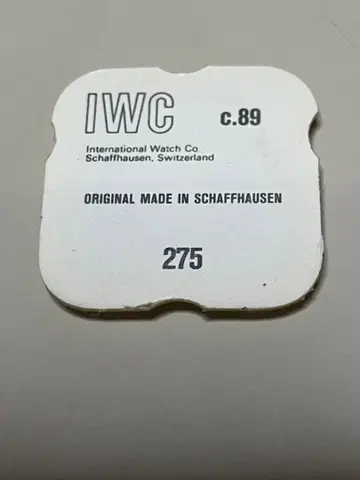 IWC c.89
International Watch Co.
Schaffhausen, Switzerland
ORIGINAL MADE IN SCHAFFHAUSEN
275